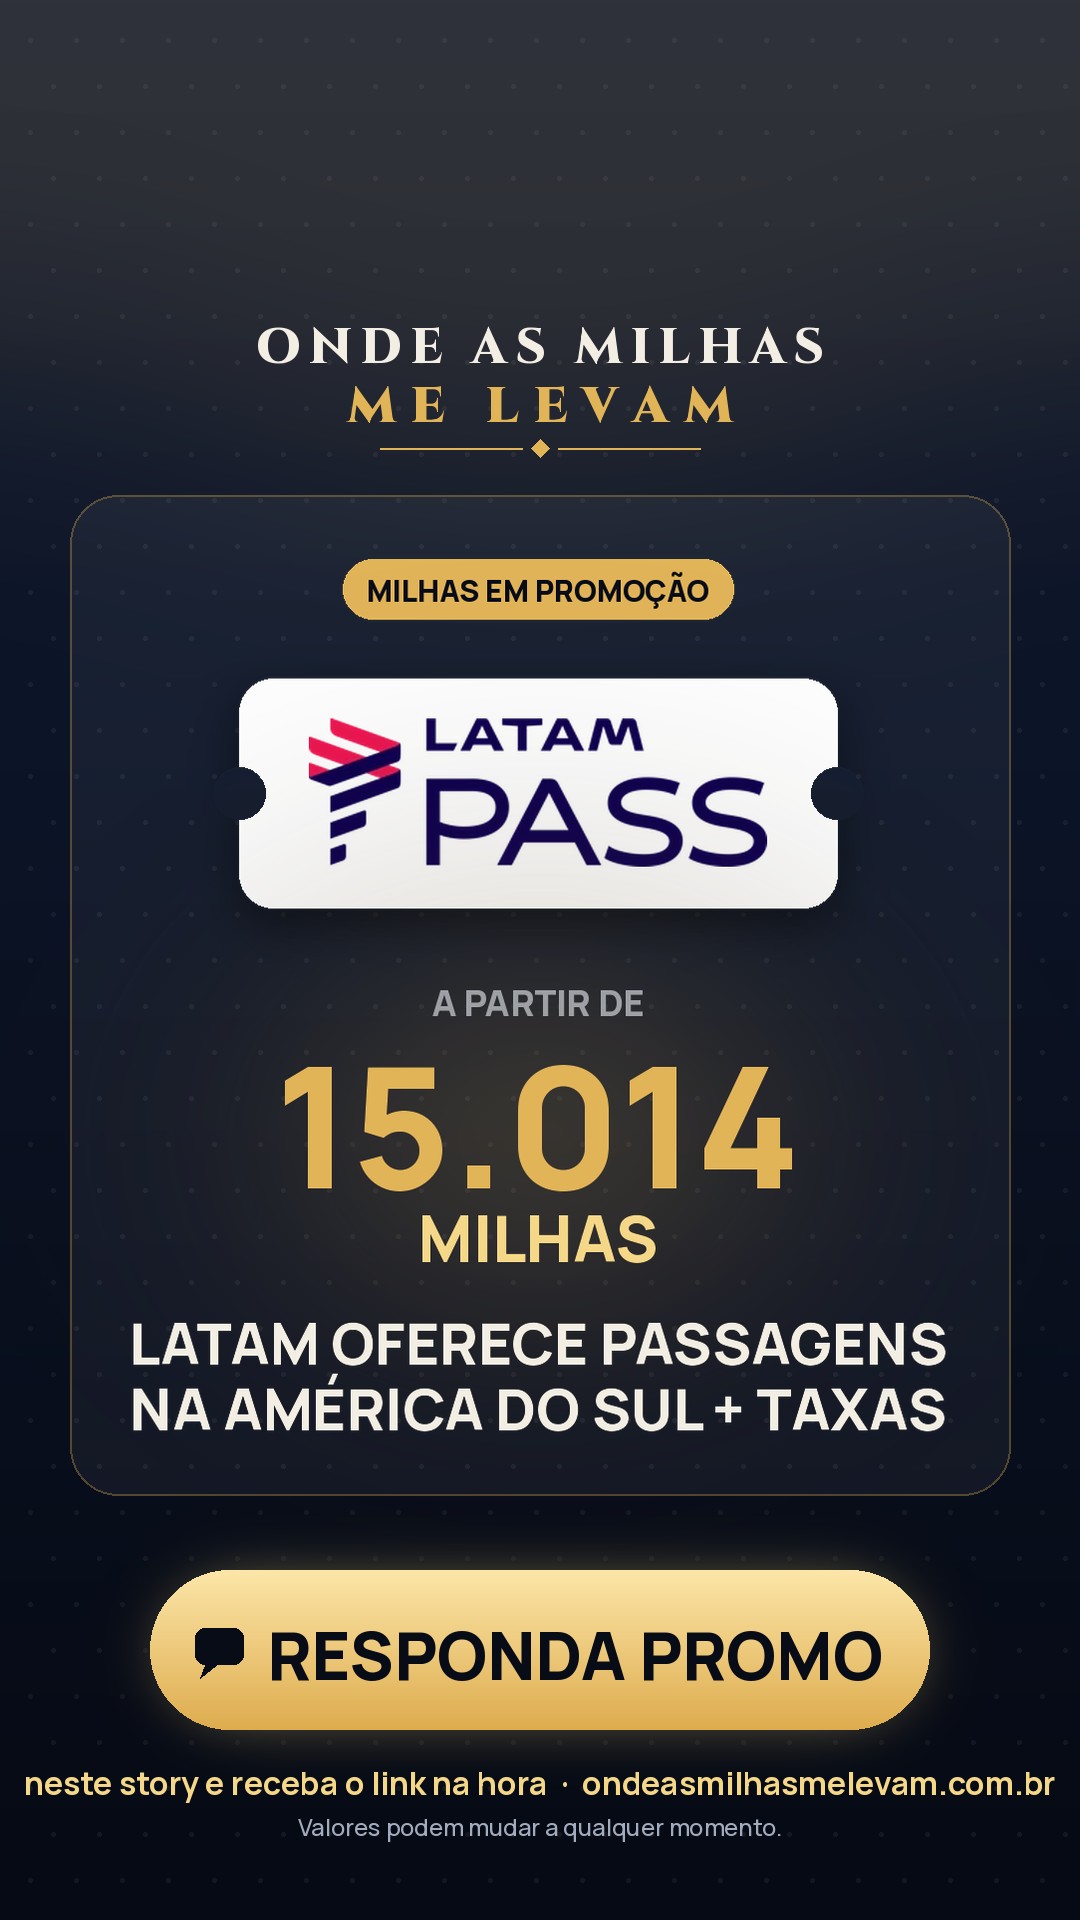 ONDE AS MILHAS
ME LEVAM
MILHAS EM PROMOÇÃO
LATAM
PASS
A PARTIR DE
15.014
MILHAS
LATAM OFERECE PASSAGENS
NA AMÉRICA DO SUL + TAXAS
RESPONDA PROMO
neste story e receba o link na hora · ondeasmilhasmelevam.com.br
Valores podem mudar a qualquer momento.